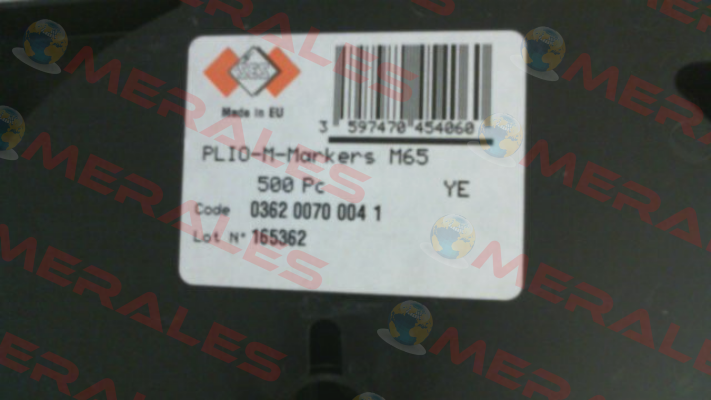 Made in EU
3 597470 454060
PLIO-M-Markers M65
500 Pc YE
Code 0362 0070 004 1
Lot N° 165362
MERALES
MERALES
MERALES
MERALES
MERALES